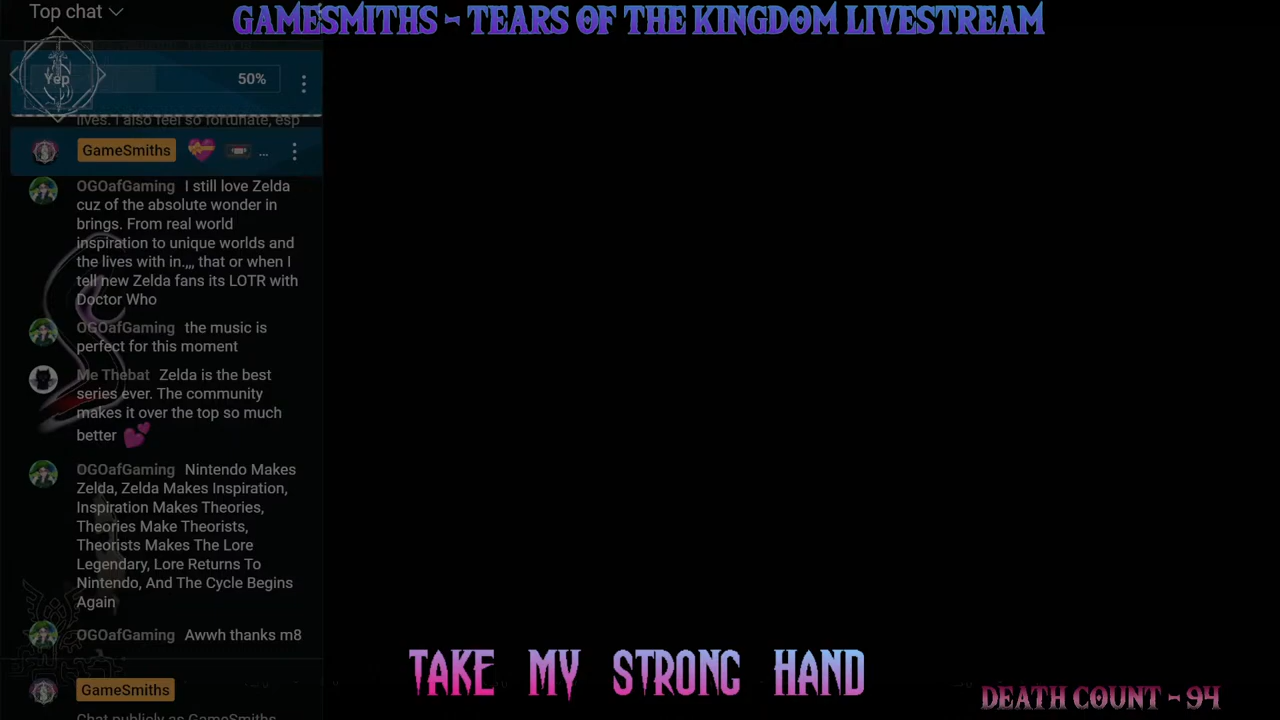 Top chat
GAMESMITHS - TEARS OF THE KINGDOM LIVESTREAM
Yep 50%
lives. I also feel so fortunate, esp
GameSmiths ...
OGOafGaming I still love Zelda
cuz of the absolute wonder in
brings. From real world
inspiration to unique worlds and
the lives with in.,,, that or when I
tell new Zelda fans its LOTR with
Doctor Who
OGOafGaming the music is
perfect for this moment
Me Thebat Zelda is the best
series ever. The community
makes it over the top so much
better
OGOafGaming Nintendo Makes
Zelda, Zelda Makes Inspiration,
Inspiration Makes Theories,
Theories Make Theorists,
Theorists Makes The Lore
Legendary, Lore Returns To
Nintendo, And The Cycle Begins
Again
OGOafGaming Awwh thanks m8
GameSmiths
Chat publicly as GameSmiths
TAKE MY STRONG HAND
DEATH COUNT - 94